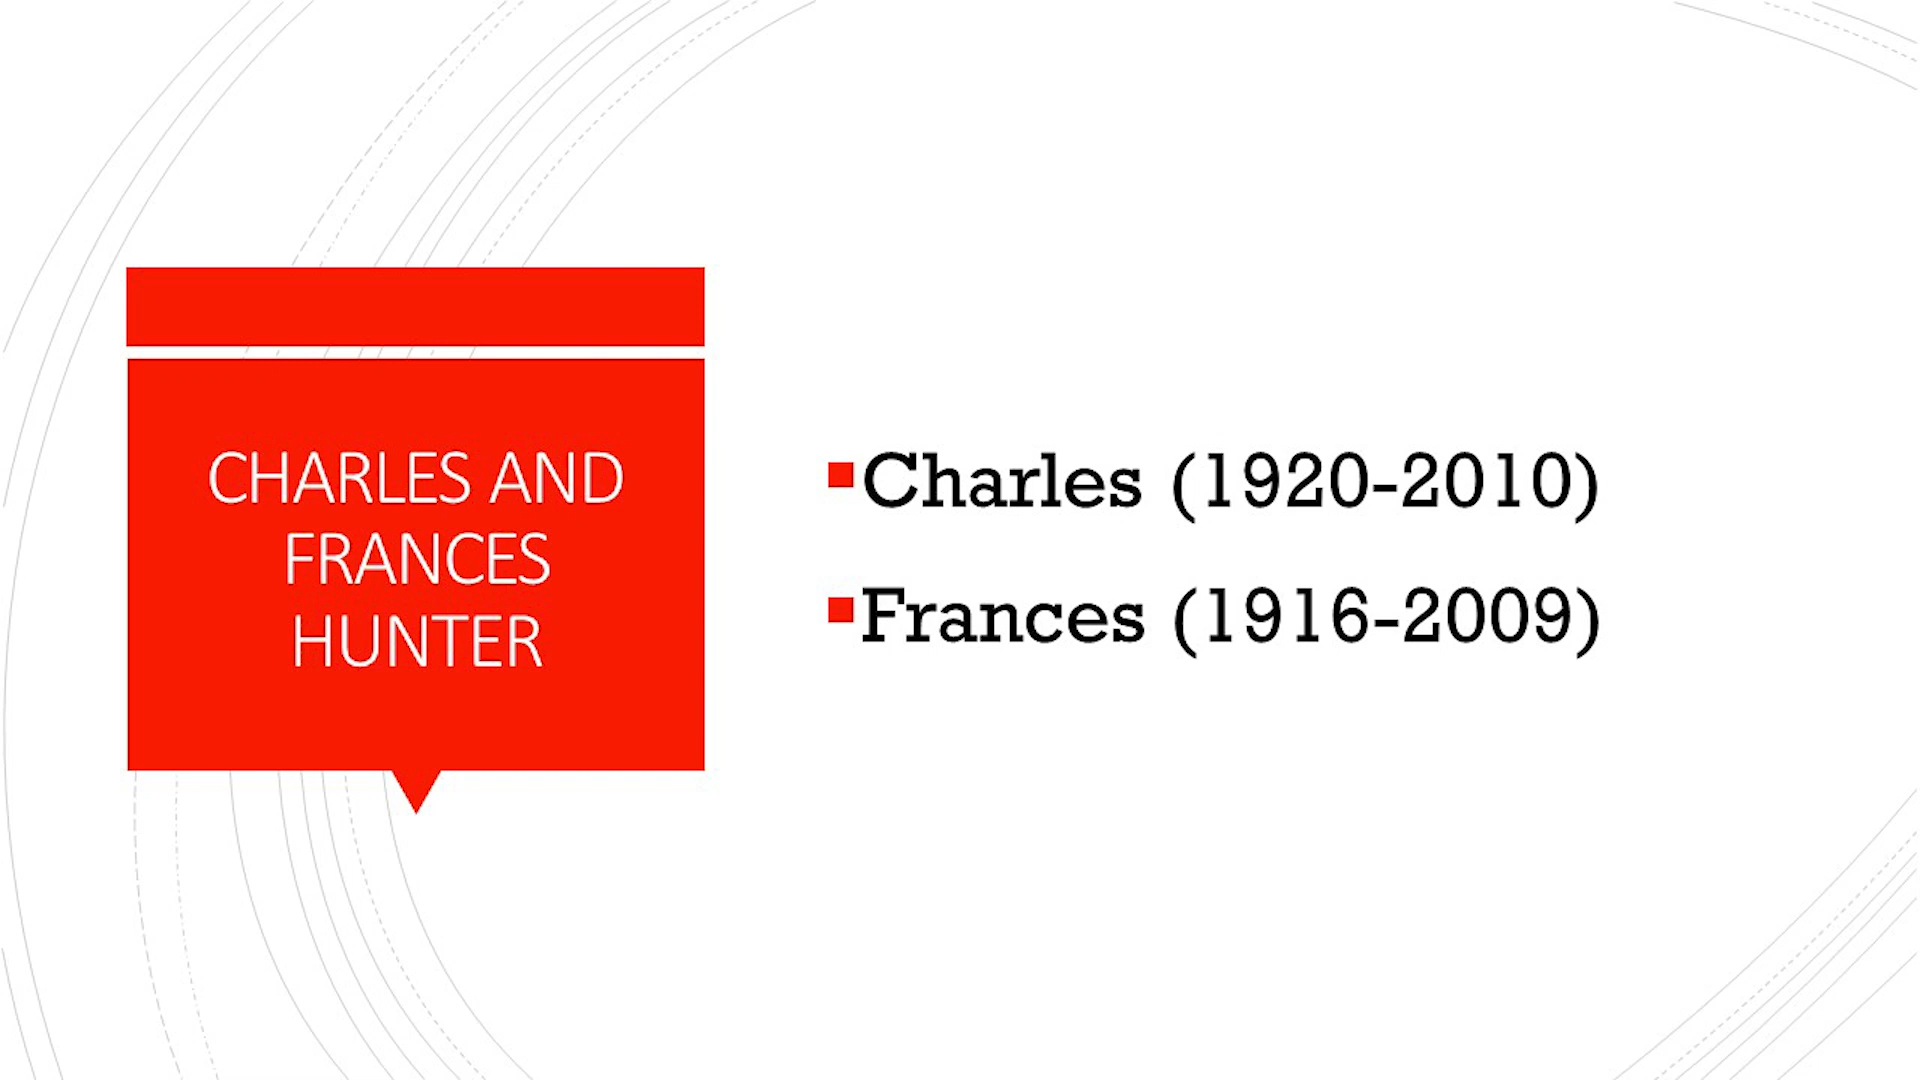 CHARLES AND
FRANCES
HUNTER
Charles (1920-2010)
Frances (1916-2009)